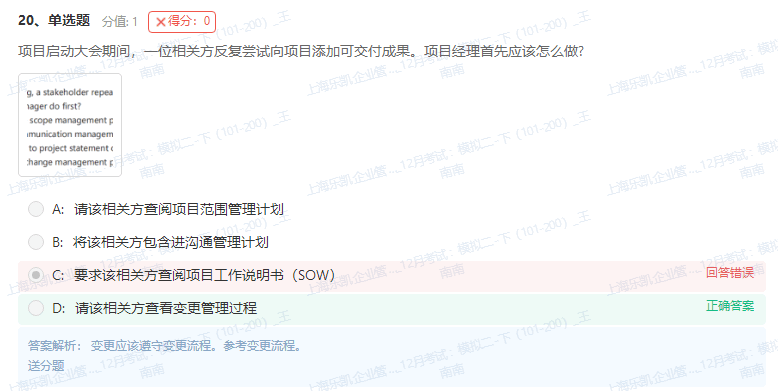 20、单选题 分值: 1 ✕得分：0
项目启动大会期间，一位相关方反复尝试向项目添加可交付成果。项目经理首先应该怎么做?
g, a stakeholder repea
ager do first?
scope management p
munication managem
to project statement o
hange management p
A: 请该相关方查阅项目范围管理计划
B: 将该相关方包含进沟通管理计划
C: 要求该相关方查阅项目工作说明书（SOW） 回答错误
D: 请该相关方查看变更管理过程 正确答案
答案解析： 变更应该遵守变更流程。参考变更流程。
送分题
上海乐凯企业管..._12月考试：模拟二-下（101-200）_王
南南